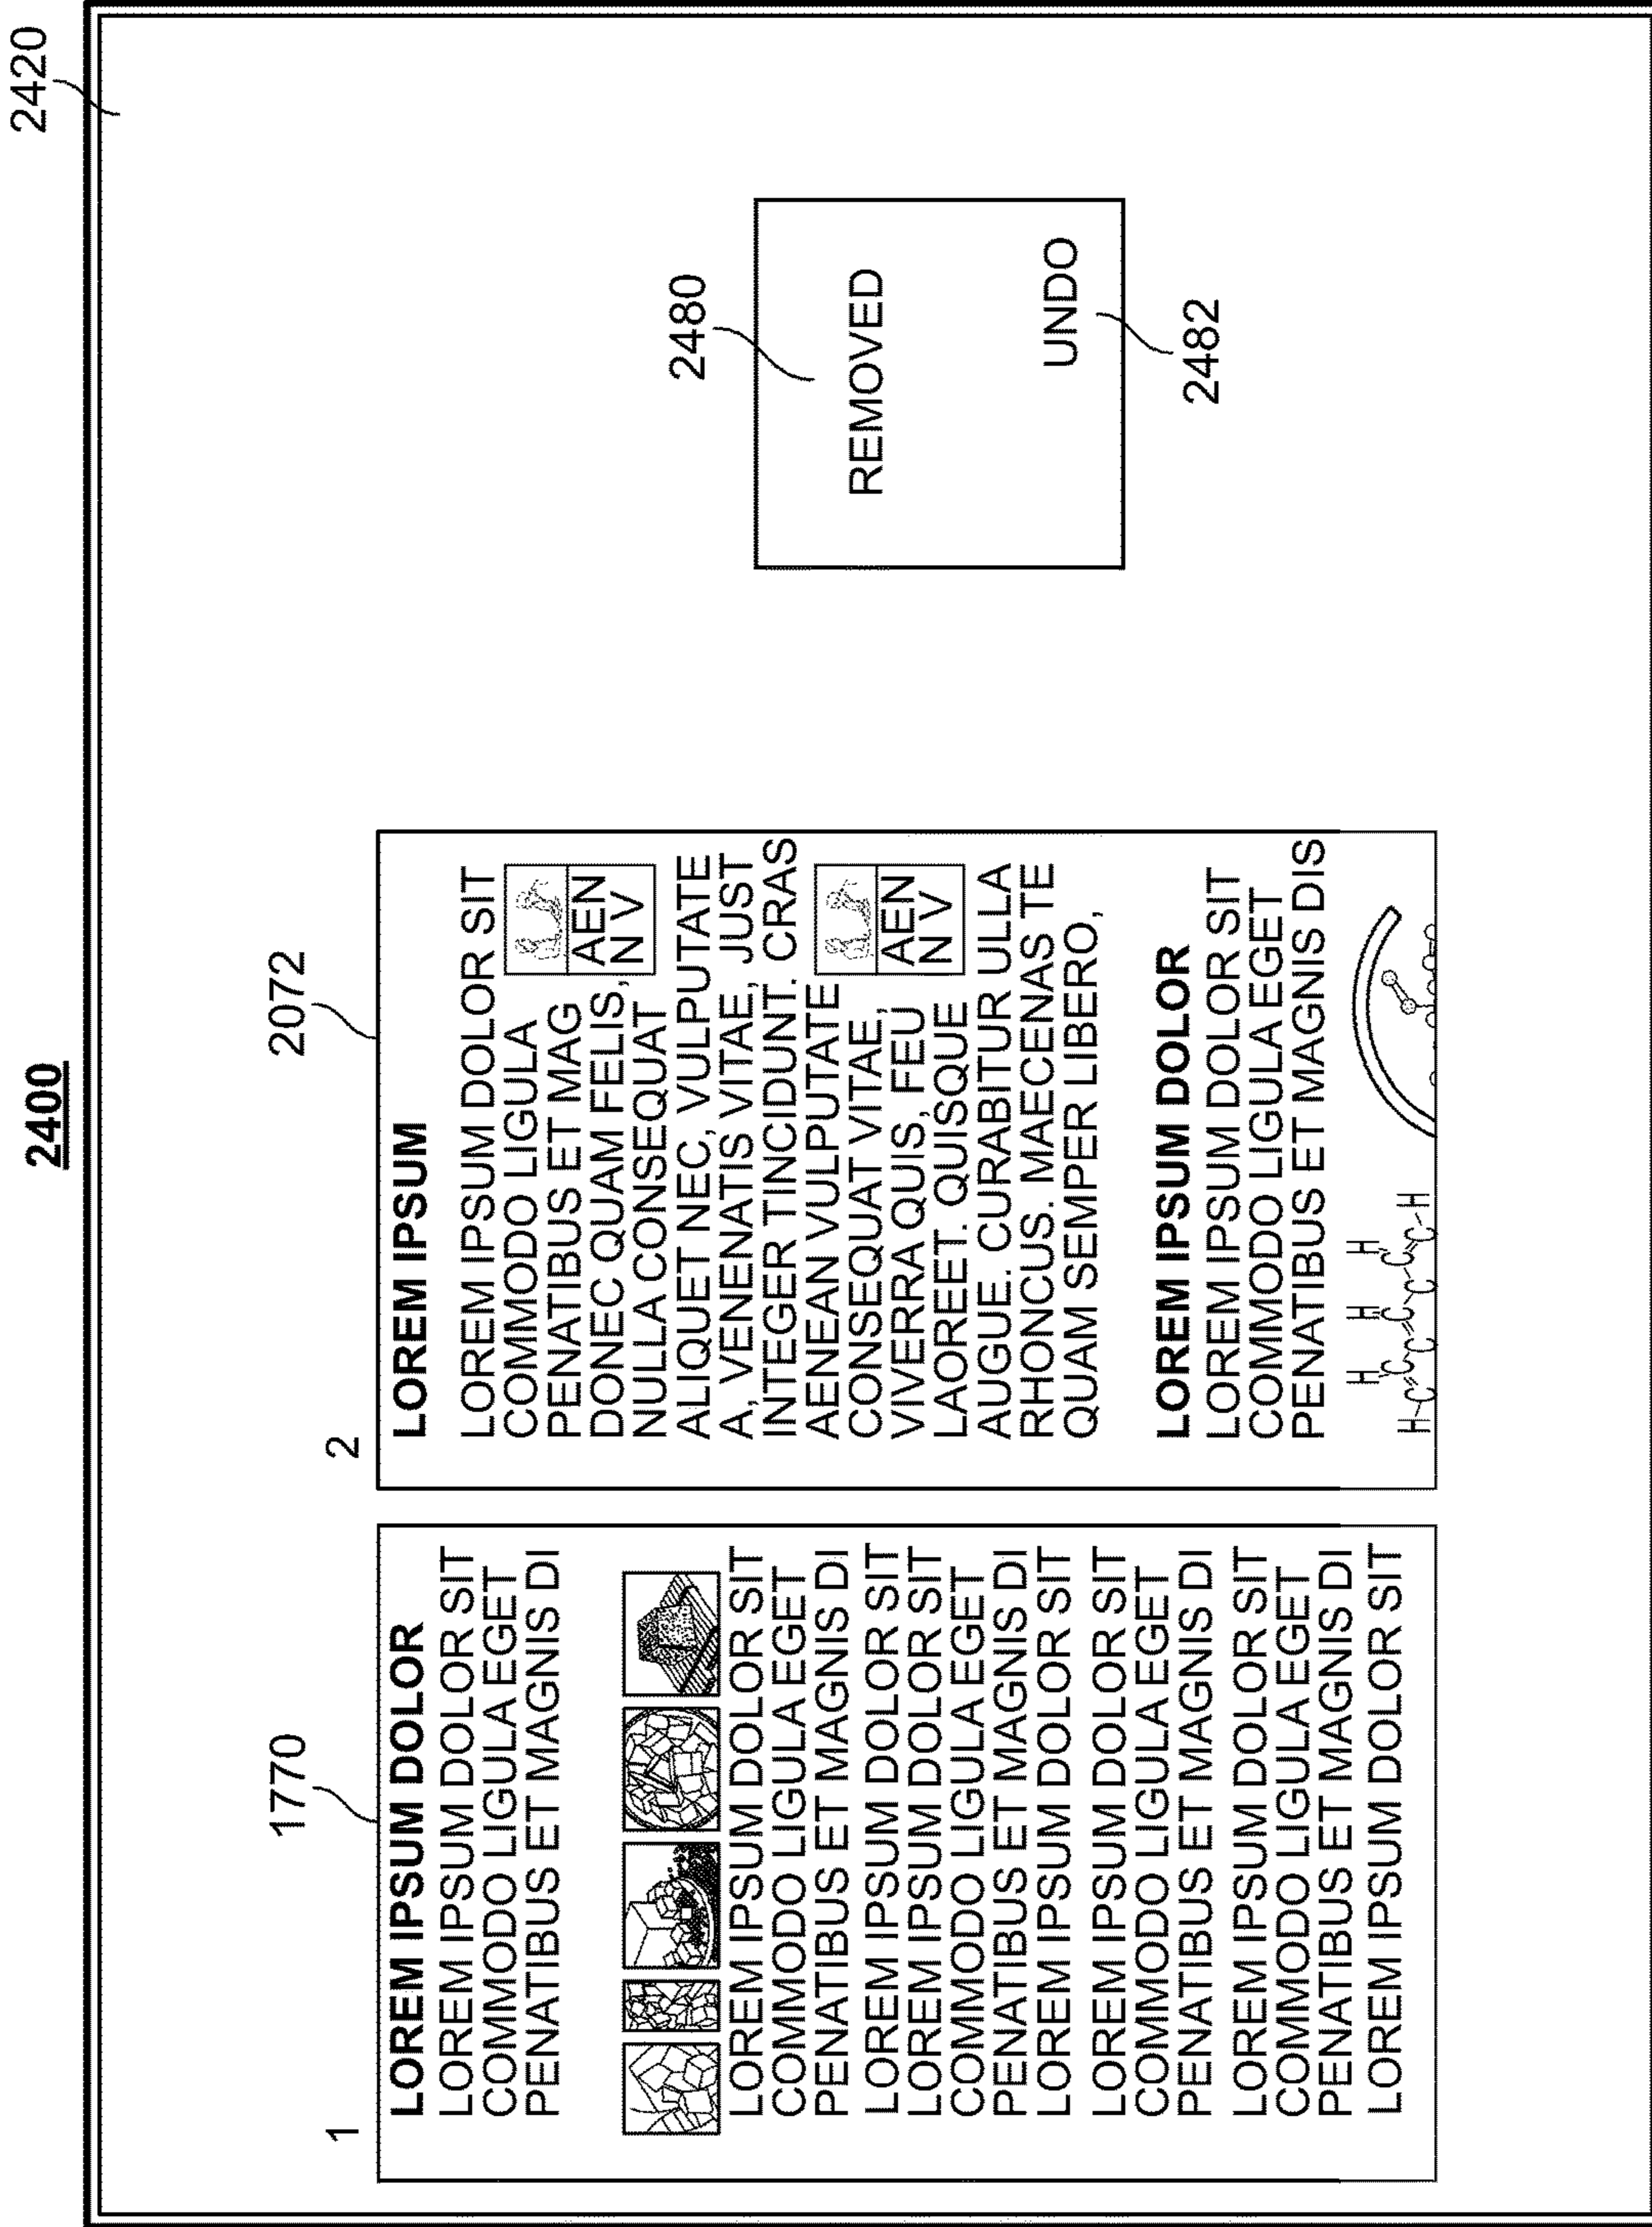 2400
2420
1770
1
LOREM IPSUM DOLOR
LOREM IPSUM DOLOR SIT
COMMODO LIGULA EGET
PENATIBUS ET MAGNIS DI
LOREM IPSUM DOLOR SIT
COMMODO LIGULA EGET
PENATIBUS ET MAGNIS DI
LOREM IPSUM DOLOR SIT
LOREM IPSUM DOLOR SIT
COMMODO LIGULA EGET
PENATIBUS ET MAGNIS DI
LOREM IPSUM DOLOR SIT
LOREM IPSUM DOLOR SIT
COMMODO LIGULA EGET
PENATIBUS ET MAGNIS DI
LOREM IPSUM DOLOR SIT
COMMODO LIGULA EGET
PENATIBUS ET MAGNIS DI
LOREM IPSUM DOLOR SIT
2072
2
LOREM IPSUM
LOREM IPSUM DOLOR SIT
COMMODO LIGULA
PENATIBUS ET MAG
DONEC QUAM FELIS,
NULLA CONSEQUAT
AEN
N V
ALIQUET NEC, VULPUTATE
A, VENENATIS VITAE, JUST
INTEGER TINCIDUNT. CRAS
AENEAN VULPUTATE
CONSEQUAT VITAE,
VIVERRA QUIS, FEU
LAOREET. QUISQUE
AEN
N V
AUGUE. CURABITUR ULLA
RHONCUS. MAECENAS TE
QUAM SEMPER LIBERO,
LOREM IPSUM DOLOR
LOREM IPSUM DOLOR SIT
COMMODO LIGULA EGET
PENATIBUS ET MAGNIS DIS
H H H
H-C C C C C C C-H
2480
REMOVED
UNDO
2482